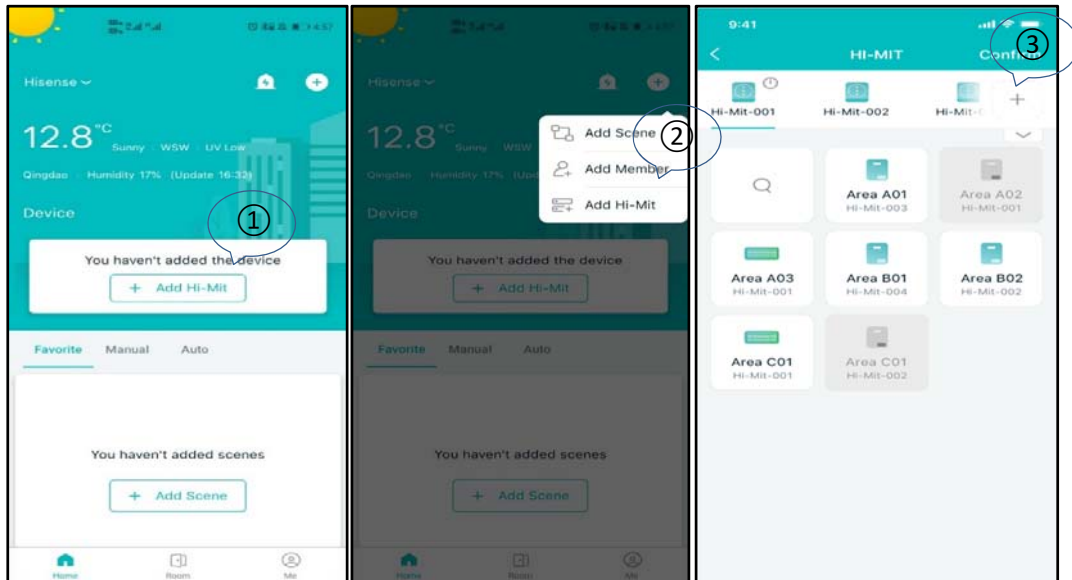 4:57
Hisense
12.8°C
Sunny WSW UV Low
Qingdao Humidity 17% (Update 16:32)
Device
①
You haven't added the device
+ Add Hi-Mit
Favorite Manual Auto
You haven't added scenes
+ Add Scene
Home Room Me
Hisense
12.8°C
Sunny WSW
Qingdao Humidity 17%
Device
Add Scene
②
Add Member
Add Hi-Mit
You haven't added the device
+ Add Hi-Mit
Favorite Manual Auto
You haven't added scenes
+ Add Scene
Home Room Me
9:41
③
HI-MIT
Hi-Mit-001 Hi-Mit-002 Hi-Mit-
+
Area A01
Hi-Mit-003
Area A02
Hi-Mit-001
Area A03
Hi-Mit-001
Area B01
Hi-Mit-004
Area B02
Hi-Mit-002
Area C01
Hi-Mit-001
Area C01
Hi-Mit-002